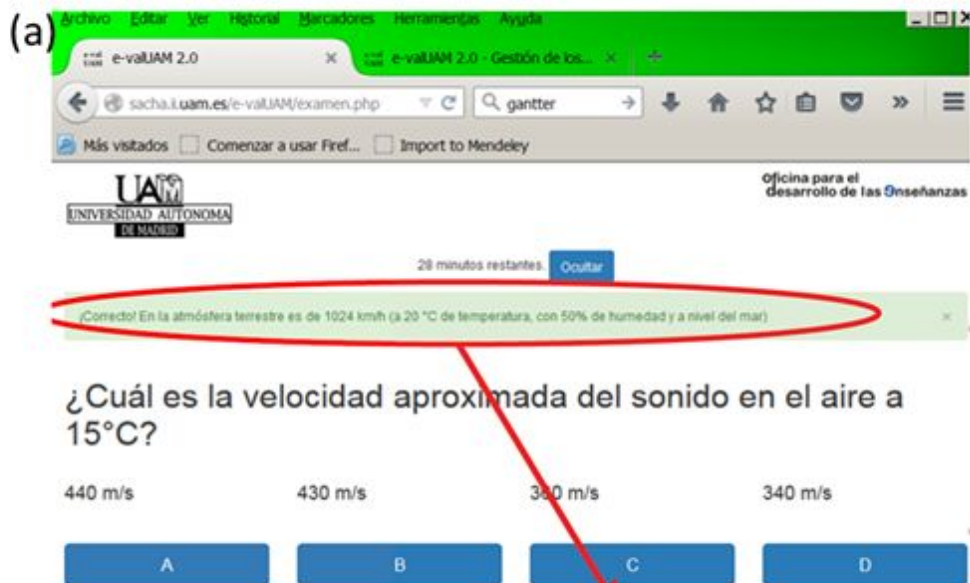 (a)
Archivo Editar Ver Historial Marcadores Herramientas Ayuda
e-valUAM 2.0 × e-valUAM 2.0 - Gestión de los... × +
sacha.ii.uam.es/e-valUAM/examen.php gantter
Más visitados Comenzar a usar Firef... Import to Mendeley
UAM
UNIVERSIDAD AUTONOMA
DE MADRID
Oficina para el
desarrollo de las enseñanzas
28 minutos restantes. Ocultar
¡Correcto! En la atmósfera terrestre es de 1024 km/h (a 20 °C de temperatura, con 50% de humedad y a nivel del mar) ×
¿Cuál es la velocidad aproximada del sonido en el aire a
15°C?
440 m/s 430 m/s m/s 340 m/s
A B C D